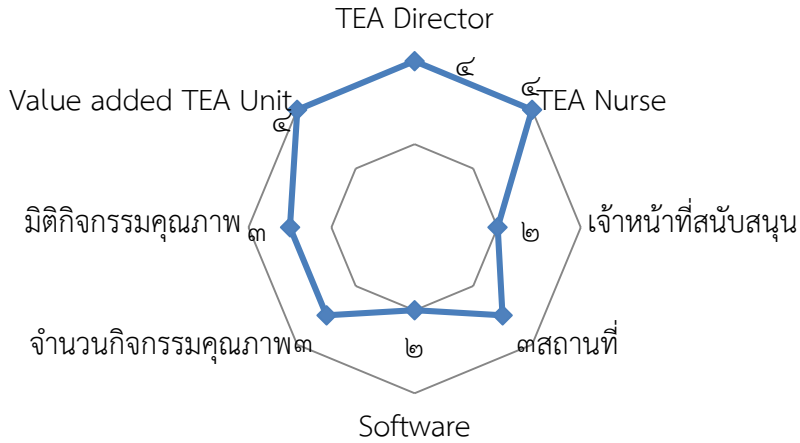 TEA Director
๔
๔
TEA Nurse
Value added TEA Unit
๔
มิติกิจกรรมคุณภาพ
๓
๒
เจ้าหน้าที่สนับสนุน
จำนวนกิจกรรมคุณภาพ
๓
๒
๓
สถานที่
Software